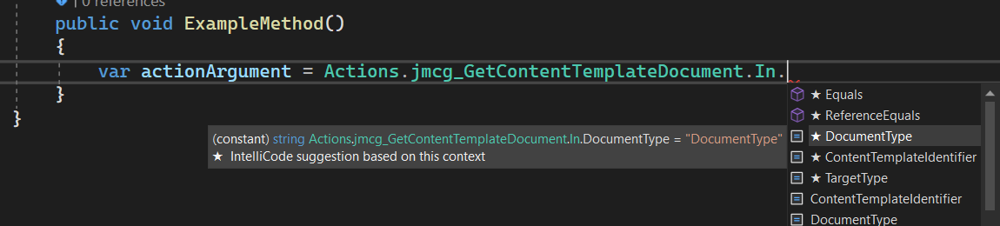 | 0 references
public void ExampleMethod()
{
var actionArgument = Actions.jmcg_GetContentTemplateDocument.In.
}
}
★ Equals
★ ReferenceEquals
★ DocumentType
★ ContentTemplateIdentifier
★ TargetType
ContentTemplateIdentifier
DocumentType
(constant) string Actions.jmcg_GetContentTemplateDocument.In.DocumentType = "DocumentType"
★ IntelliCode suggestion based on this context